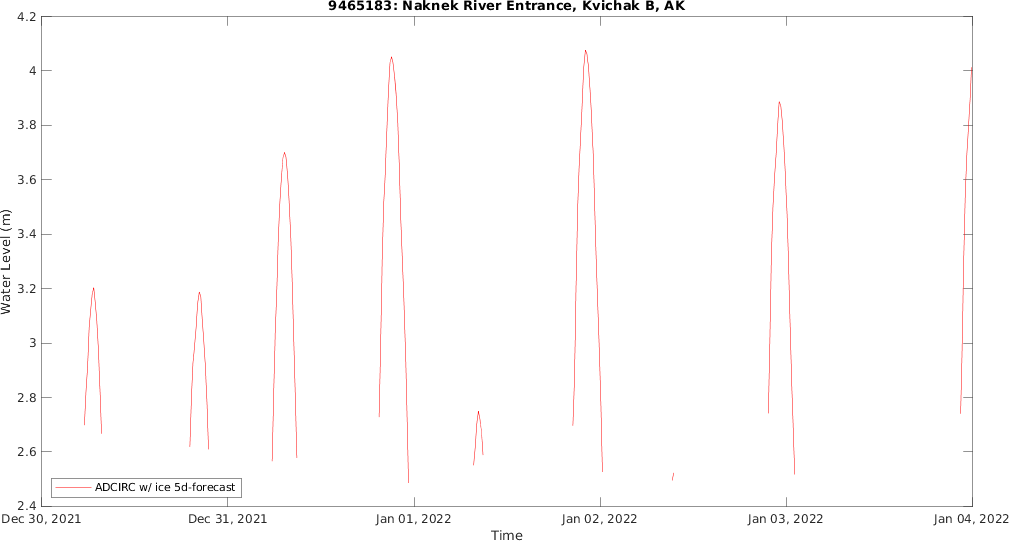 9465183: Naknek River Entrance, Kvichak B, AK
4.2
4
3.8
3.6
3.4
3.2
3
2.8
2.6
2.4
Water Level (m)
ADCIRC w/ ice 5d-forecast
Dec 30, 2021 Dec 31, 2021 Jan 01, 2022 Jan 02, 2022 Jan 03, 2022 Jan 04, 2022
Time